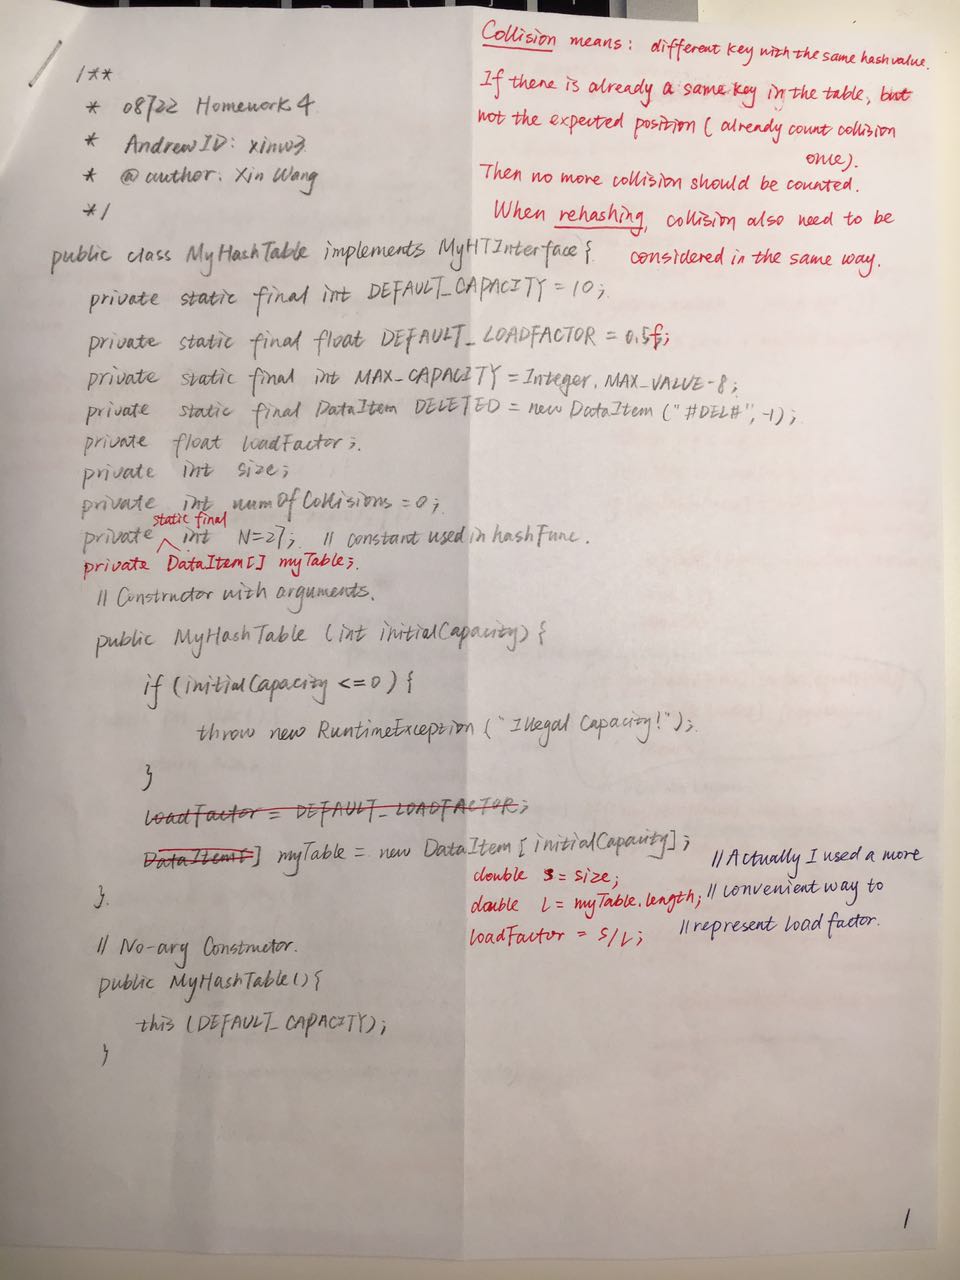 Collision means: different key with the same hash value.
If there is already a same key in the table, but
not the expected position (already count collision
once).
Then no more collision should be counted.
When rehashing, collision also need to be
considered in the same way.
/**
* 08722 Homework 4
* Andrew ID: xinw3
* @author: Xin Wang
*/
public class MyHashTable implements MyHTInterface {
private static final int DEFAULT_CAPACITY = 10;
private static final float DEFAULT_LOADFACTOR = 0.5f;
private static final int MAX_CAPACITY = Integer.MAX_VALUE-8;
private static final DataItem DELETED = new DataItem ("#DEL#", -1);
private float loadFactor;
private int size;
private int numOfCollisions = 0;
static final
private int N=27; // constant used in hashFunc.
private DataItem[] myTable;
// Constructor with arguments.
public MyHashTable (int initialCapacity) {
if (initialCapacity <= 0) {
throw new RuntimeException ("Illegal Capacity!");
}
loadFactor = DEFAULT_LOADFACTOR;
DataItem[] myTable = new DataItem [initialCapacity];
double s = size;
double L = myTable.length;
loadFactor = s/L;
// Actually I used a more
// convenient way to
// represent load factor.
}.
// No-arg Constructor.
public MyHashTable() {
this (DEFAULT_CAPACITY);
}
1